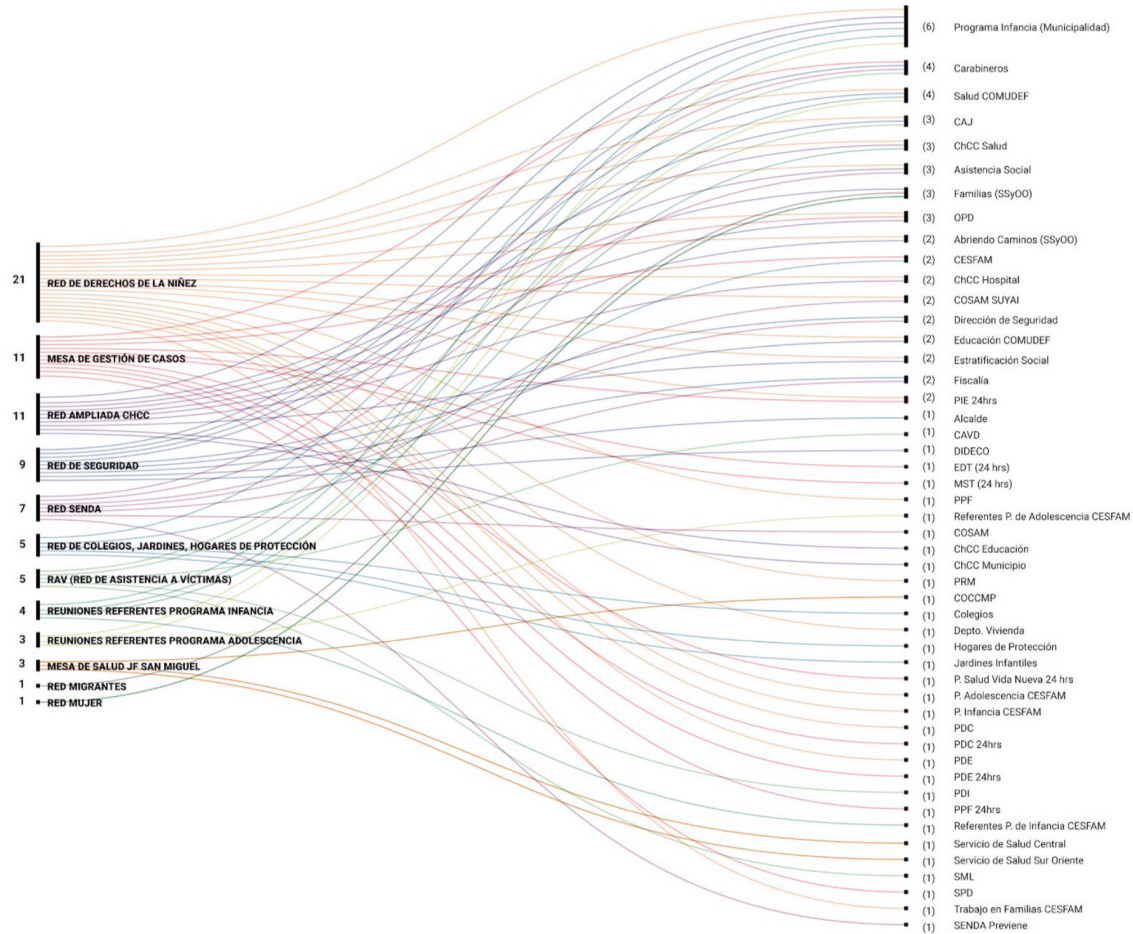 21 RED DE DERECHOS DE LA NIÑEZ
11 MESA DE GESTIÓN DE CASOS
11 RED AMPLIADA CHCC
9 RED DE SEGURIDAD
7 RED SENDA
5 RED DE COLEGIOS, JARDINES, HOGARES DE PROTECCIÓN
5 RAV (RED DE ASISTENCIA A VÍCTIMAS)
4 REUNIONES REFERENTES PROGRAMA INFANCIA
3 REUNIONES REFERENTES PROGRAMA ADOLESCENCIA
3 MESA DE SALUD JF SAN MIGUEL
1 RED MIGRANTES
1 RED MUJER
(6) Programa Infancia (Municipalidad)
(4) Carabineros
(4) Salud COMUDEF
(3) CAJ
(3) ChCC Salud
(3) Asistencia Social
(3) Familias (SSyOO)
(3) OPD
(2) Abriendo Caminos (SSyOO)
(2) CESFAM
(2) ChCC Hospital
(2) COSAM SUYAI
(2) Dirección de Seguridad
(2) Educación COMUDEF
(2) Estratificación Social
(2) Fiscalía
(2) PIE 24hrs
(1) Alcalde
(1) CAVD
(1) DIDECO
(1) EDT (24 hrs)
(1) MST (24 hrs)
(1) PPF
(1) Referentes P. de Adolescencia CESFAM
(1) COSAM
(1) ChCC Educación
(1) ChCC Municipio
(1) PRM
(1) COCCMP
(1) Colegios
(1) Depto. Vivienda
(1) Hogares de Protección
(1) Jardines Infantiles
(1) P. Salud Vida Nueva 24 hrs
(1) P. Adolescencia CESFAM
(1) P. Infancia CESFAM
(1) PDC
(1) PDC 24hrs
(1) PDE
(1) PDE 24hrs
(1) PDI
(1) PPF 24hrs
(1) Referentes P. de Infancia CESFAM
(1) Servicio de Salud Central
(1) Servicio de Salud Sur Oriente
(1) SML
(1) SPD
(1) Trabajo en Familias CESFAM
(1) SENDA Previene